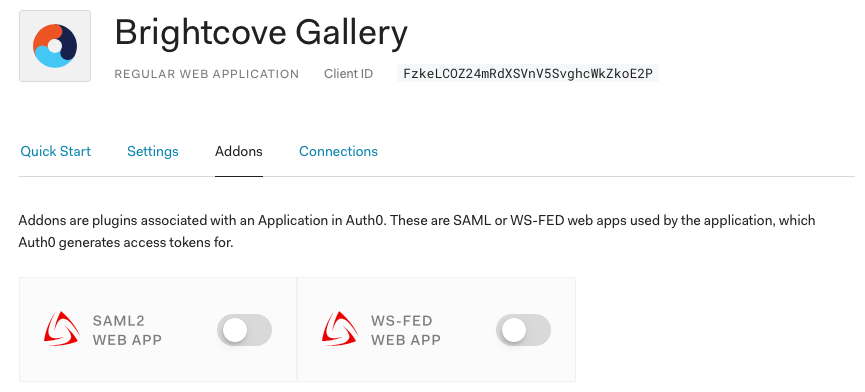 Brightcove Gallery
REGULAR WEB APPLICATION Client ID FzkeLCOZ24mRdXSVnV5SvghcWkZkoE2P
Quick Start Settings Addons Connections
Addons are plugins associated with an Application in Auth0. These are SAML or WS-FED web apps used by the application, which
Auth0 generates access tokens for.
SAML2
WEB APP
WS-FED
WEB APP